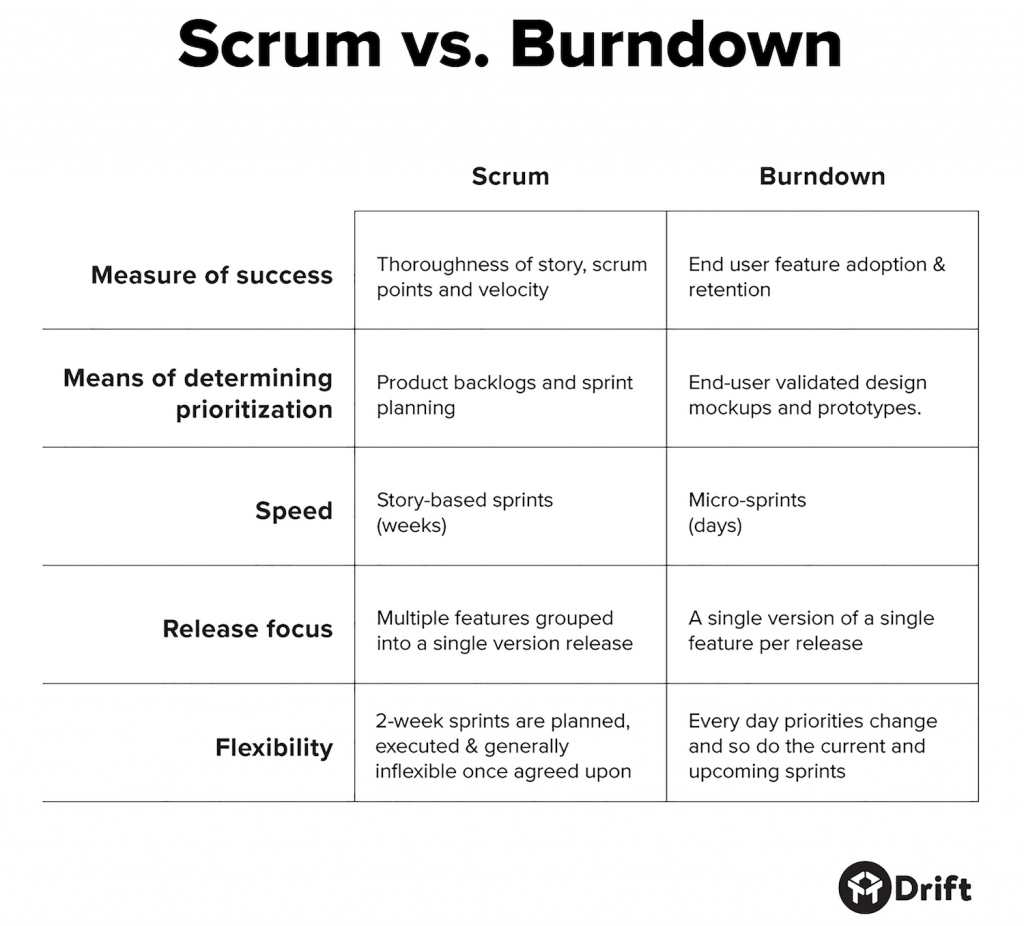 Scrum vs. Burndown
Scrum
Burndown
Measure of success
Thoroughness of story, scrum
points and velocity
End user feature adoption &
retention
Means of determining
prioritization
Product backlogs and sprint
planning
End-user validated design
mockups and prototypes.
Speed
Story-based sprints
(weeks)
Micro-sprints
(days)
Release focus
Multiple features grouped
into a single version release
A single version of a single
feature per release
Flexibility
2-week sprints are planned,
executed & generally
inflexible once agreed upon
Every day priorities change
and so do the current and
upcoming sprints
Drift